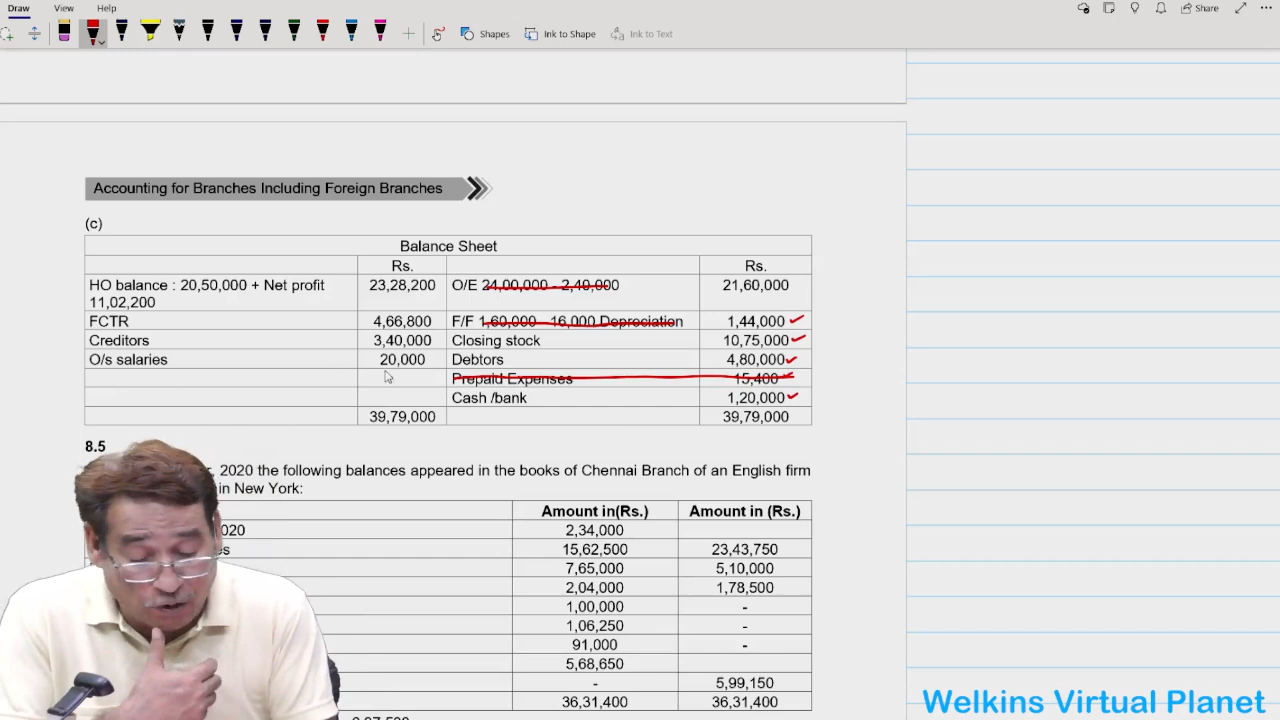 Draw View Help
Shapes Ink to Shape Ink to Text Share
Accounting for Branches Including Foreign Branches
(c)
Balance Sheet
Rs. Rs.
HO balance : 20,50,000 + Net profit 23,28,200 O/E 24,00,000 - 2,40,000 21,60,000
11,02,200
FCTR 4,66,800 F/F 1,60,000 - 16,000 Depreciation 1,44,000
Creditors 3,40,000 Closing stock 10,75,000
O/s salaries 20,000 Debtors 4,80,000
Prepaid Expenses 15,400
Cash /bank 1,20,000
39,79,000 39,79,000
8.5
, 2020 the following balances appeared in the books of Chennai Branch of an English firm
in New York:
Amount in(Rs.) Amount in (Rs.)
020 2,34,000
es 15,62,500 23,43,750
7,65,000 5,10,000
2,04,000 1,78,500
1,00,000 -
1,06,250 -
91,000 -
5,68,650
- 5,99,150
36,31,400 36,31,400
Welkins Virtual Planet